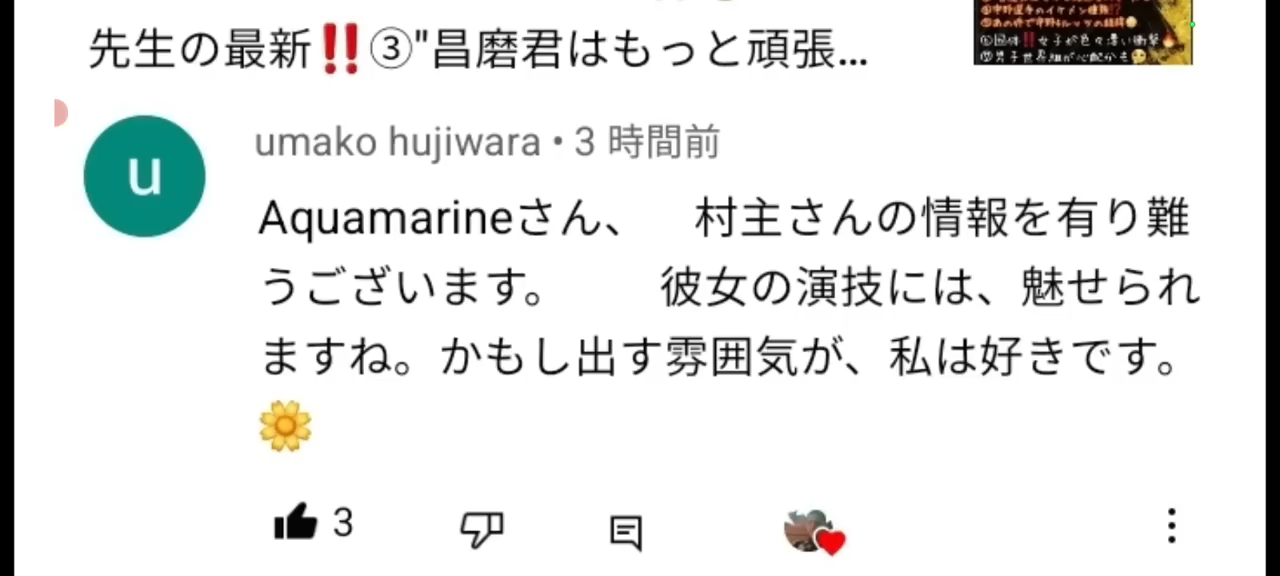 先生の最新‼️③"昌磨君はもっと頑張...
umako hujiwara • 3 時間前
u
Aquamarineさん、　村主さんの情報を有り難
うございます。　　彼女の演技には、魅せられ
ますね。かもし出す雰囲気が、私は好きです。
🌼
3